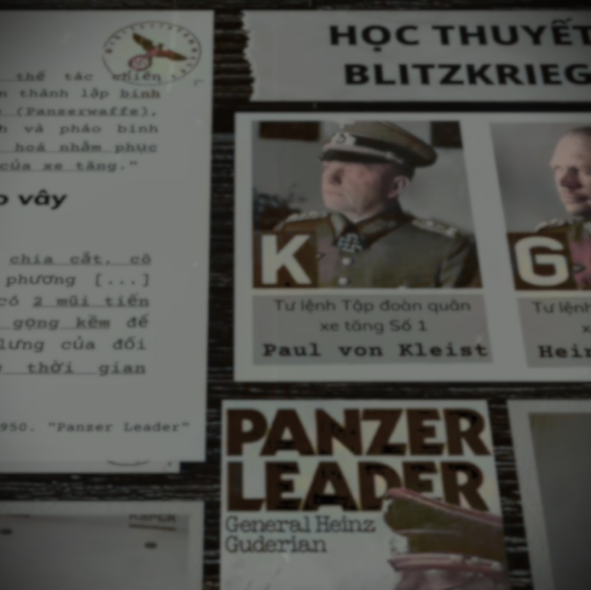 thể tác chiến
thành lập binh
(Panzerwaffe),
và pháo binh
hoá nhằm phục
của xe tăng."
vây
chia cắt, cô
phương [...]
có 2 mũi tiến
gọng kềm để
lưng của đối
thời gian
950. "Panzer Leader"
HỌC THUYẾT
BLITZKRIEG
K
Tư lệnh Tập đoàn quân
xe tăng Số 1
Paul von Kleist
G
Tư lệnh
x
Hein
PANZER
LEADER
General Heinz
Guderian